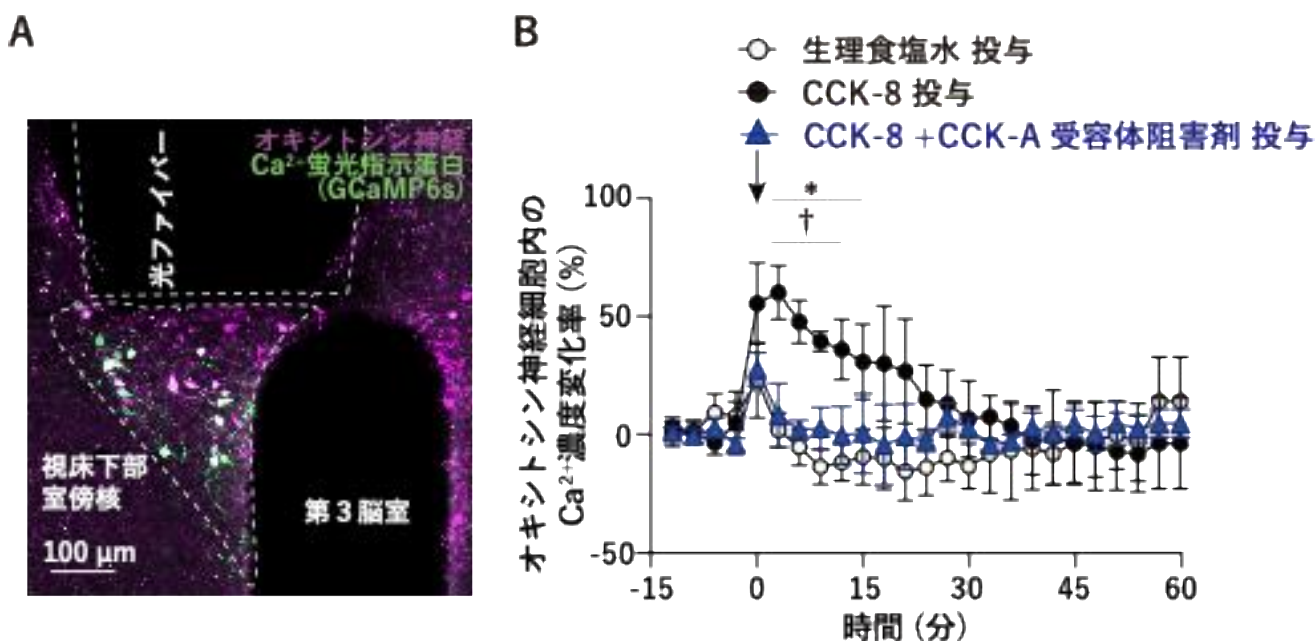 A
B
オキシトシン神経
Ca²⁺蛍光指示蛋白
(GCaMP6s)
光ファイバー
視床下部
室傍核
第3脳室
100 μm
生理食塩水 投与
CCK-8 投与
CCK-8 +CCK-A 受容体阻害剤 投与
オキシトシン神経細胞内の
Ca²⁺濃度変化率 (%)
100
50
0
-50
*
†
-15 0 15 30 45 60
時間 (分)